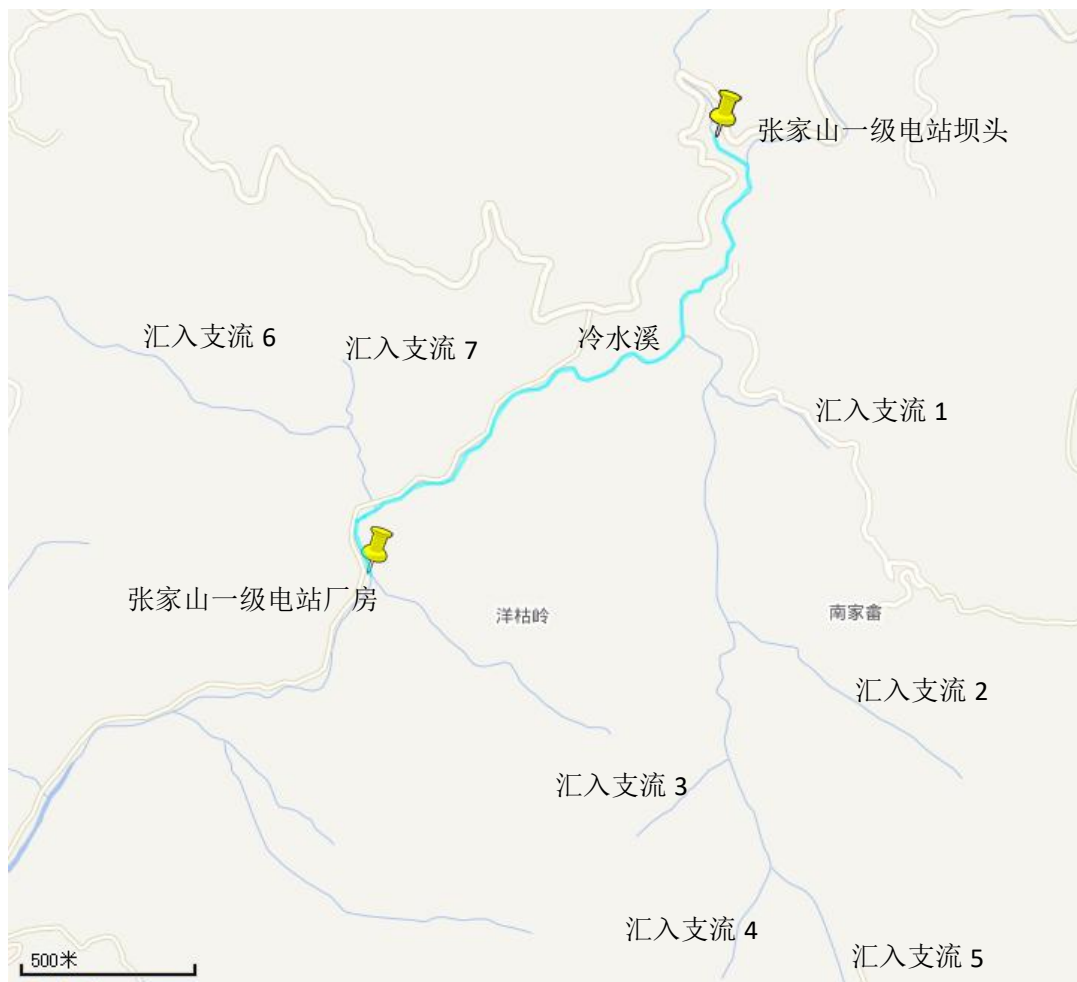 张家山一级电站坝头
汇入支流 6
汇入支流 7
冷水溪
汇入支流 1
张家山一级电站厂房
洋枯岭
南家畲
汇入支流 2
汇入支流 3
汇入支流 4
汇入支流 5
500米